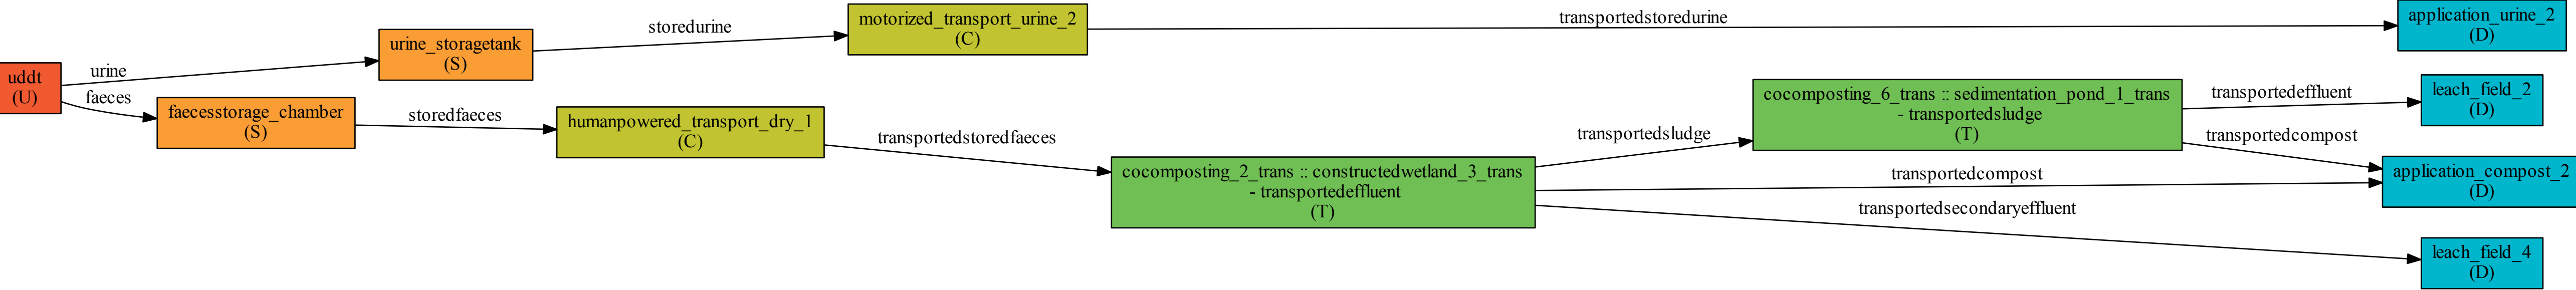 uddt
(U)
urine
faeces
urine_storagetank
(S)
faecesstorage_chamber
(S)
storedurine
storedfaeces
motorized_transport_urine_2
(C)
humanpowered_transport_dry_1
(C)
transportedstoredurine
transportedstoredfaeces
cocomposting_2_trans :: constructedwetland_3_trans
- transportedeffluent
(T)
transportedsludge
transportedcompost
transportedsecondaryeffluent
cocomposting_6_trans :: sedimentation_pond_1_trans
- transportedsludge
(T)
transportedeffluent
transportedcompost
application_urine_2
(D)
leach_field_2
(D)
application_compost_2
(D)
leach_field_4
(D)